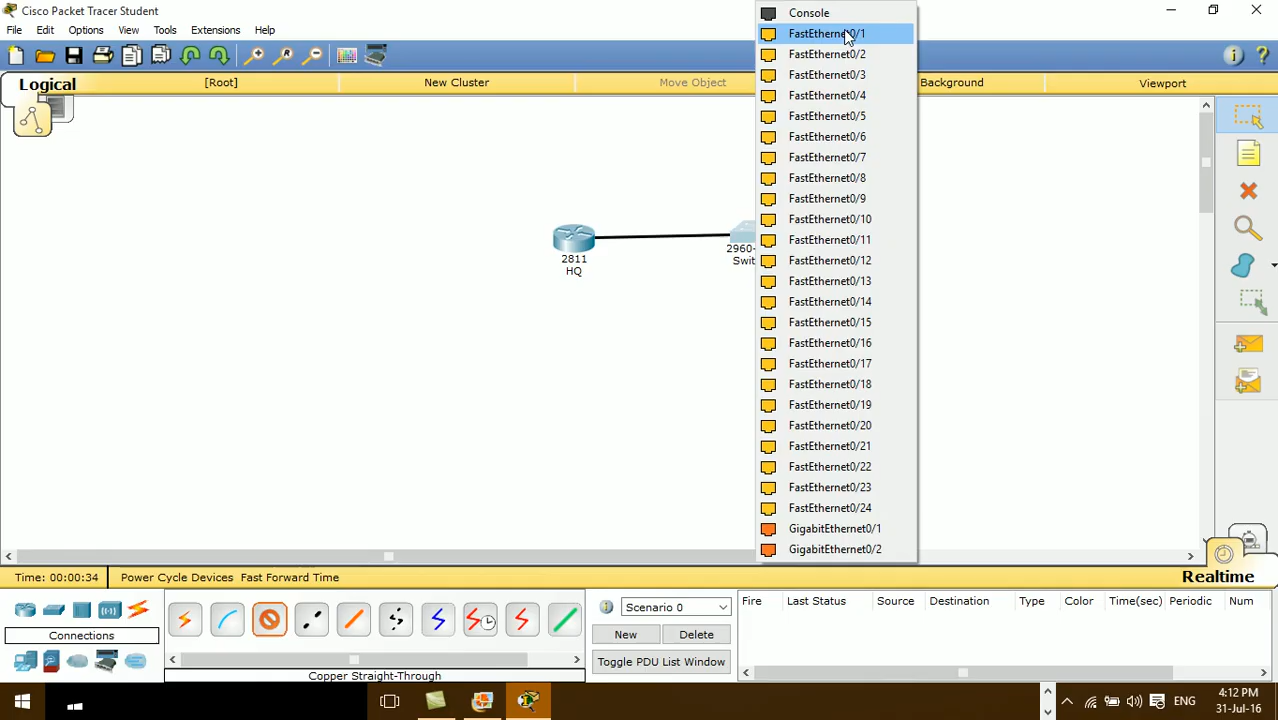 Cisco Packet Tracer Student
File Edit Options View Tools Extensions Help
Logical [Root] New Cluster Move Object Background Viewport
Console
FastEthernet0/1
FastEthernet0/2
FastEthernet0/3
FastEthernet0/4
FastEthernet0/5
FastEthernet0/6
FastEthernet0/7
FastEthernet0/8
FastEthernet0/9
FastEthernet0/10
FastEthernet0/11
FastEthernet0/12
FastEthernet0/13
FastEthernet0/14
FastEthernet0/15
FastEthernet0/16
FastEthernet0/17
FastEthernet0/18
FastEthernet0/19
FastEthernet0/20
FastEthernet0/21
FastEthernet0/22
FastEthernet0/23
FastEthernet0/24
GigabitEthernet0/1
GigabitEthernet0/2
2811
HQ
2960-
Swit
Time: 00:00:34 Power Cycle Devices Fast Forward Time Realtime
Connections
Copper Straight-Through
Scenario 0
New Delete
Toggle PDU List Window
Fire Last Status Source Destination Type Color Time(sec) Periodic Num
ENG
4:12 PM
31-Jul-16